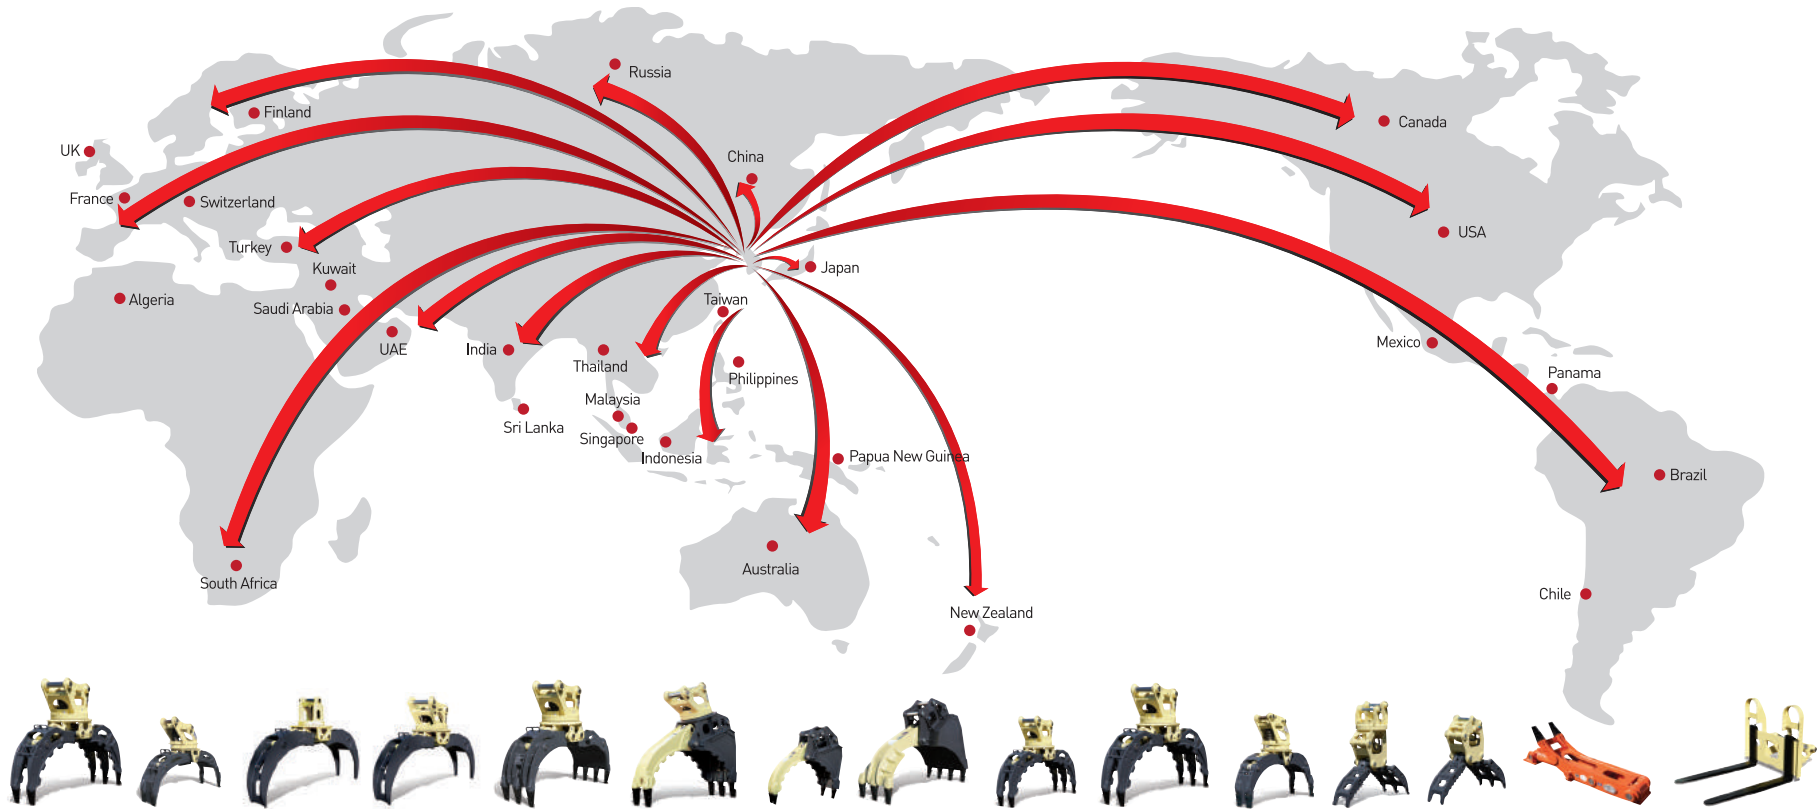 Russia
Finland
Canada
UK
China
France
Switzerland
Turkey
USA
Kuwait
Japan
Algeria
Taiwan
Saudi Arabia
UAE
India
Thailand
Mexico
Philippines
Panama
Malaysia
Sri Lanka
Singapore
Indonesia
Papua New Guinea
Brazil
Australia
South Africa
Chile
New Zealand